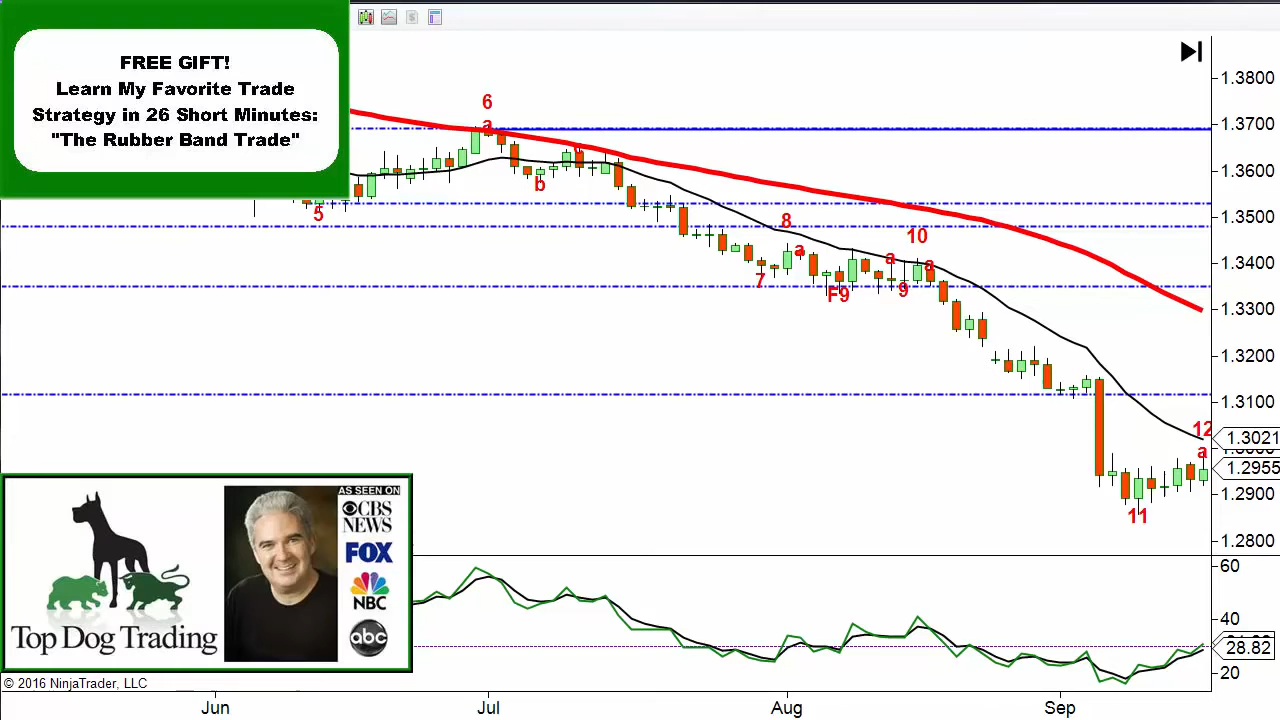 FREE GIFT!
Learn My Favorite Trade
Strategy in 26 Short Minutes:
"The Rubber Band Trade"
1.3800
6
a
1.3700
a
1.3600
b
5
1.3500
8
10
a
a
a
1.3400
7
F9
9
1.3300
1.3200
1.3100
12
1.3021
a
1.2955
1.2900
11
1.2800
AS SEEN ON
CBS
NEWS
FOX
NBC
abc
Top Dog Trading
60
40
28.82
20
© 2016 NinjaTrader, LLC
Jun
Jul
Aug
Sep